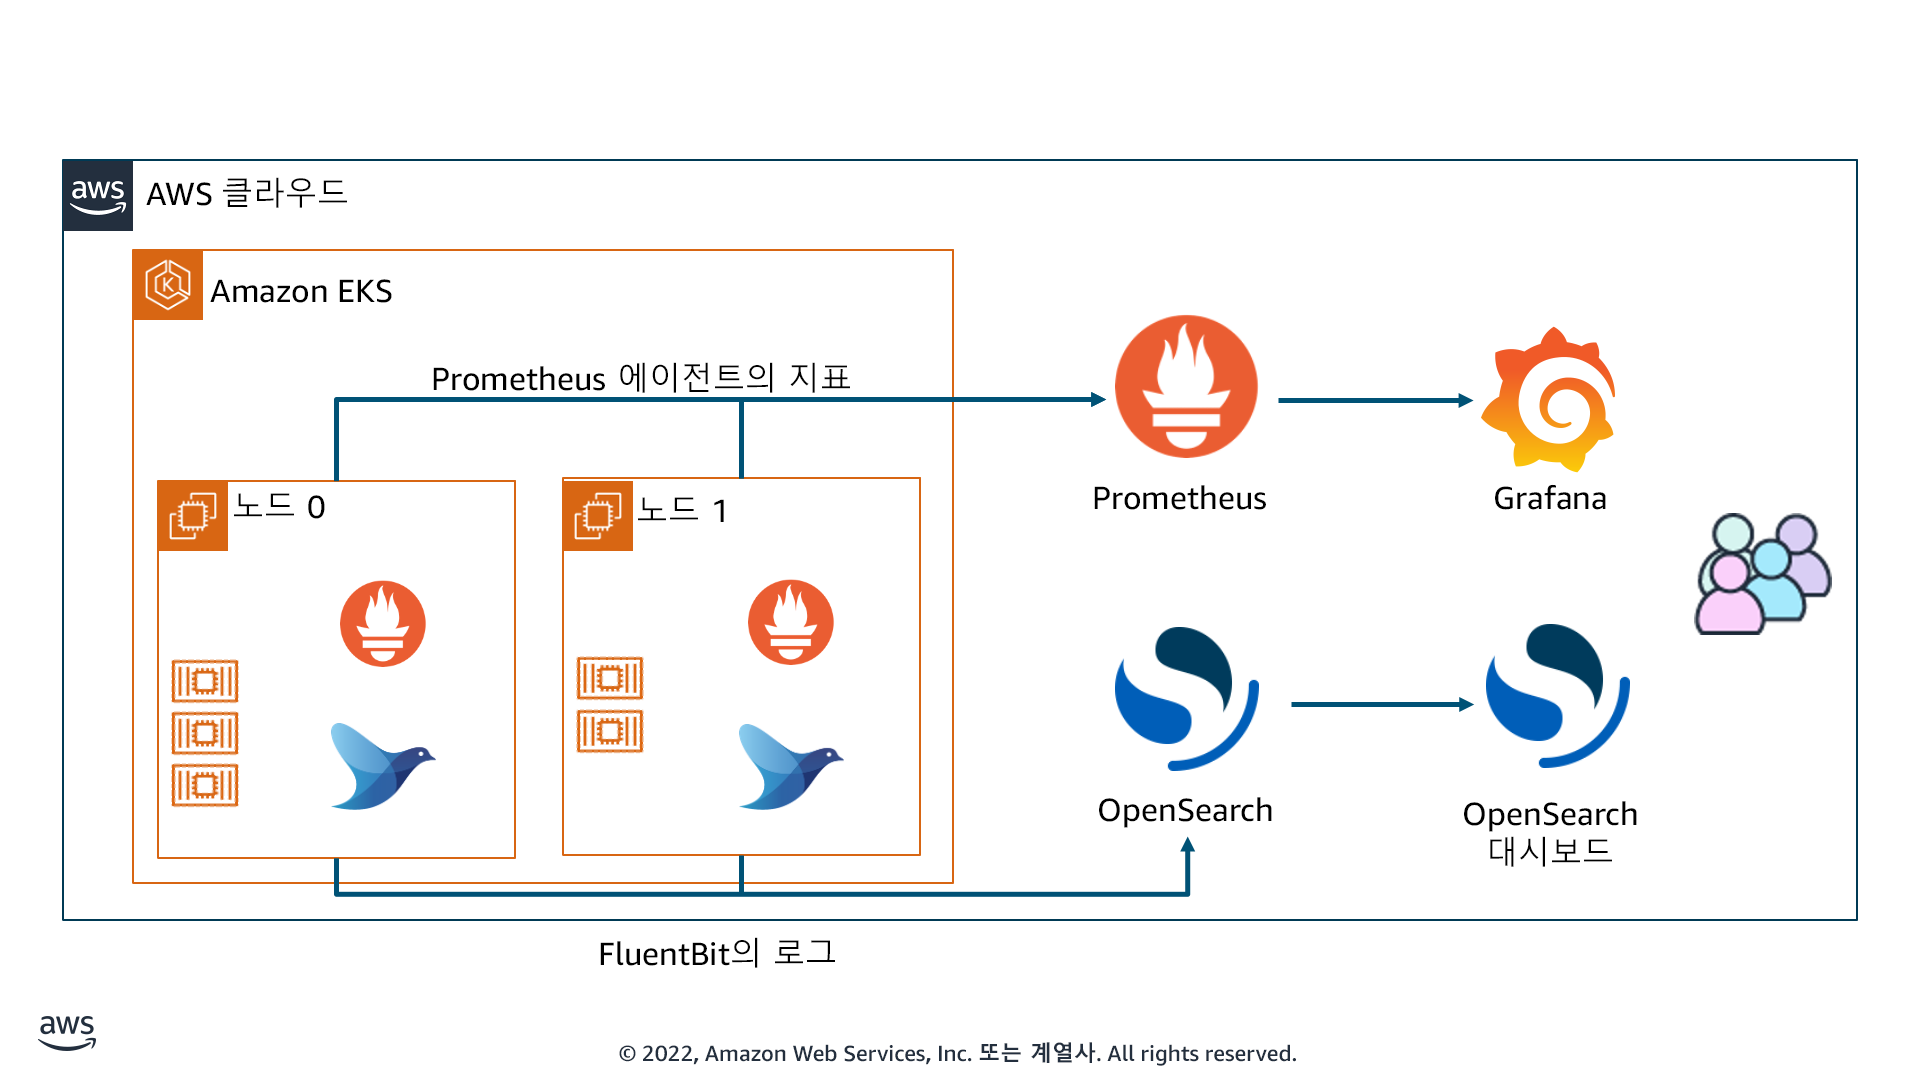 aws
AWS 클라우드
K
Amazon EKS
Prometheus 에이전트의 지표
노드 0
노드 1
Prometheus
Grafana
OpenSearch
OpenSearch
대시보드
FluentBit의 로그
aws
© 2022, Amazon Web Services, Inc. 또는 계열사. All rights reserved.